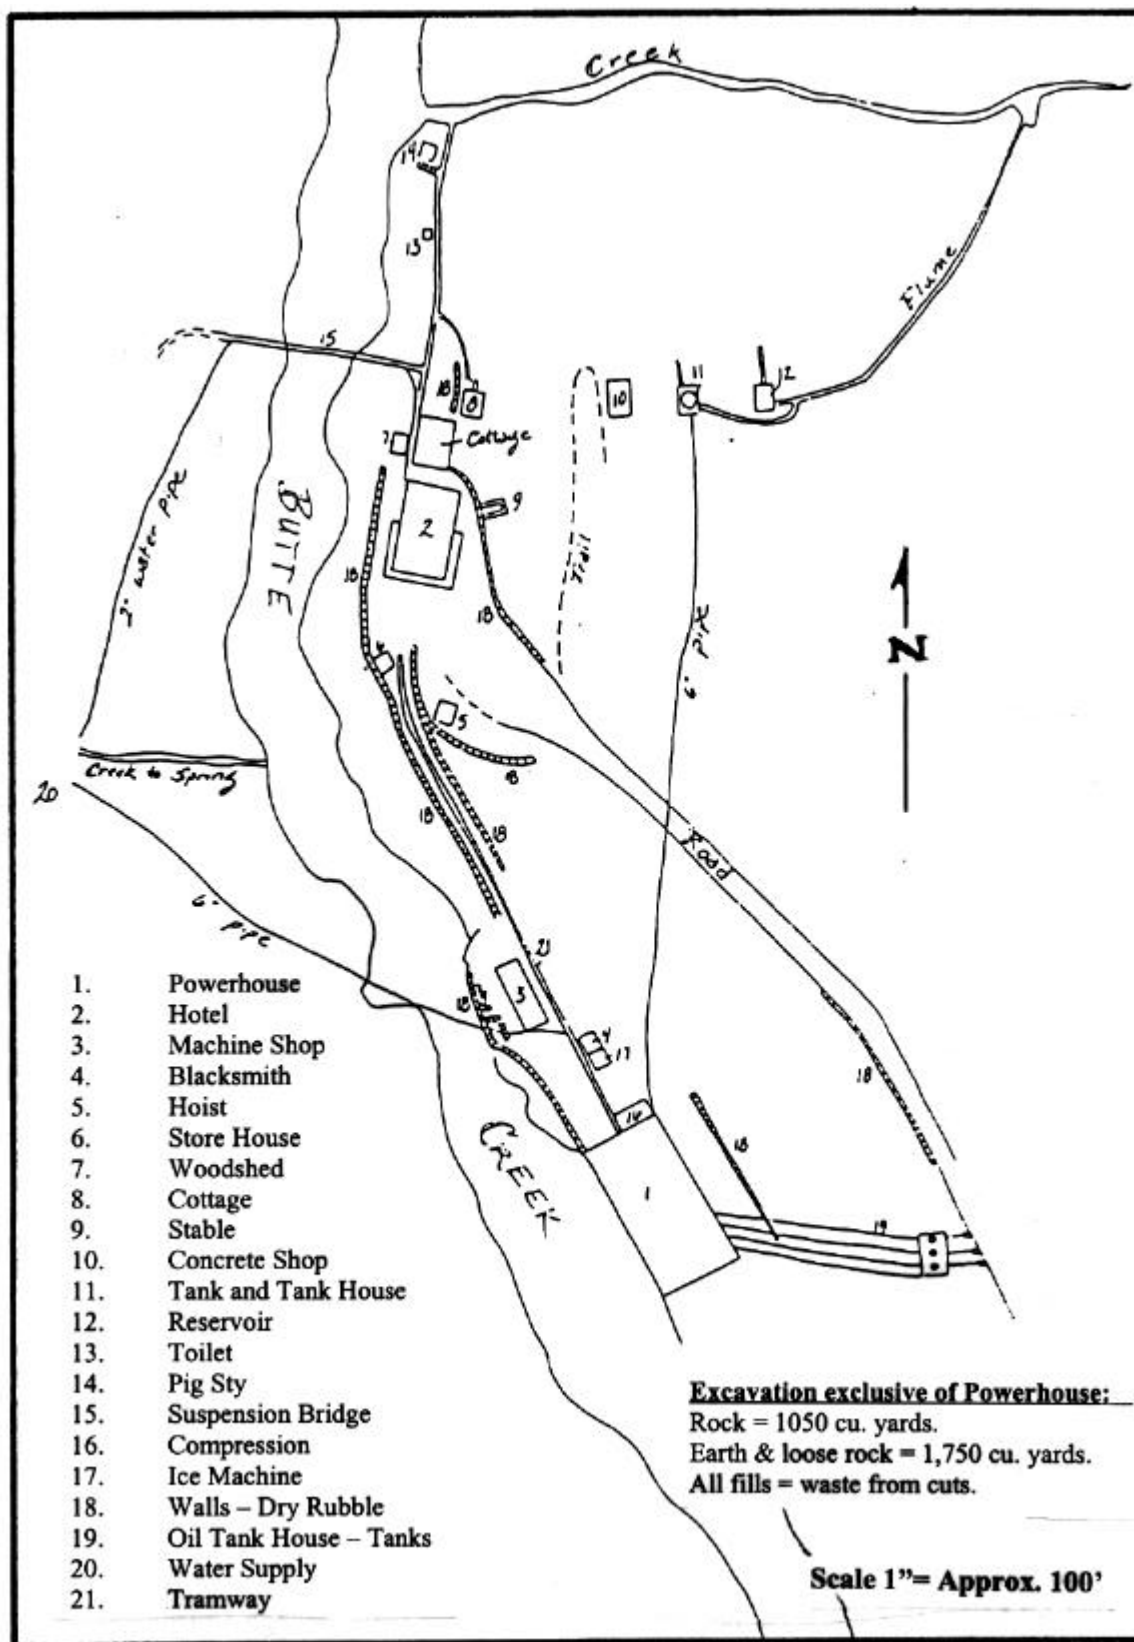 Creek
14
13
Flume
15
18
8
10
11
12
7
Cottage
9
2
2" water pipe
BUTTE
18
18
Trail
6" pipe
N
4
5
18
Creek to Spring
20
18
18
Road
6" pipe
21
3
18
4
17
18
16
18
CREEK
1
19
1. Powerhouse
2. Hotel
3. Machine Shop
4. Blacksmith
5. Hoist
6. Store House
7. Woodshed
8. Cottage
9. Stable
10. Concrete Shop
11. Tank and Tank House
12. Reservoir
13. Toilet
14. Pig Sty
15. Suspension Bridge
16. Compression
17. Ice Machine
18. Walls – Dry Rubble
19. Oil Tank House – Tanks
20. Water Supply
21. Tramway
Excavation exclusive of Powerhouse:
Rock = 1050 cu. yards.
Earth & loose rock = 1,750 cu. yards.
All fills = waste from cuts.
Scale 1”= Approx. 100’